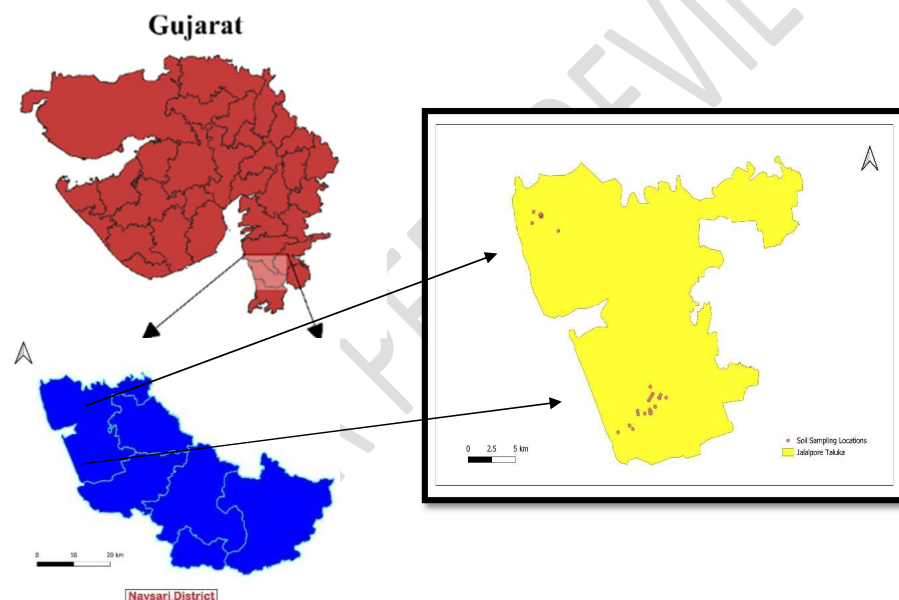 Gujarat
0 10 20 km
Navsari District
0 2.5 5 km
Soil Sampling Locations
Jalalpore Taluka